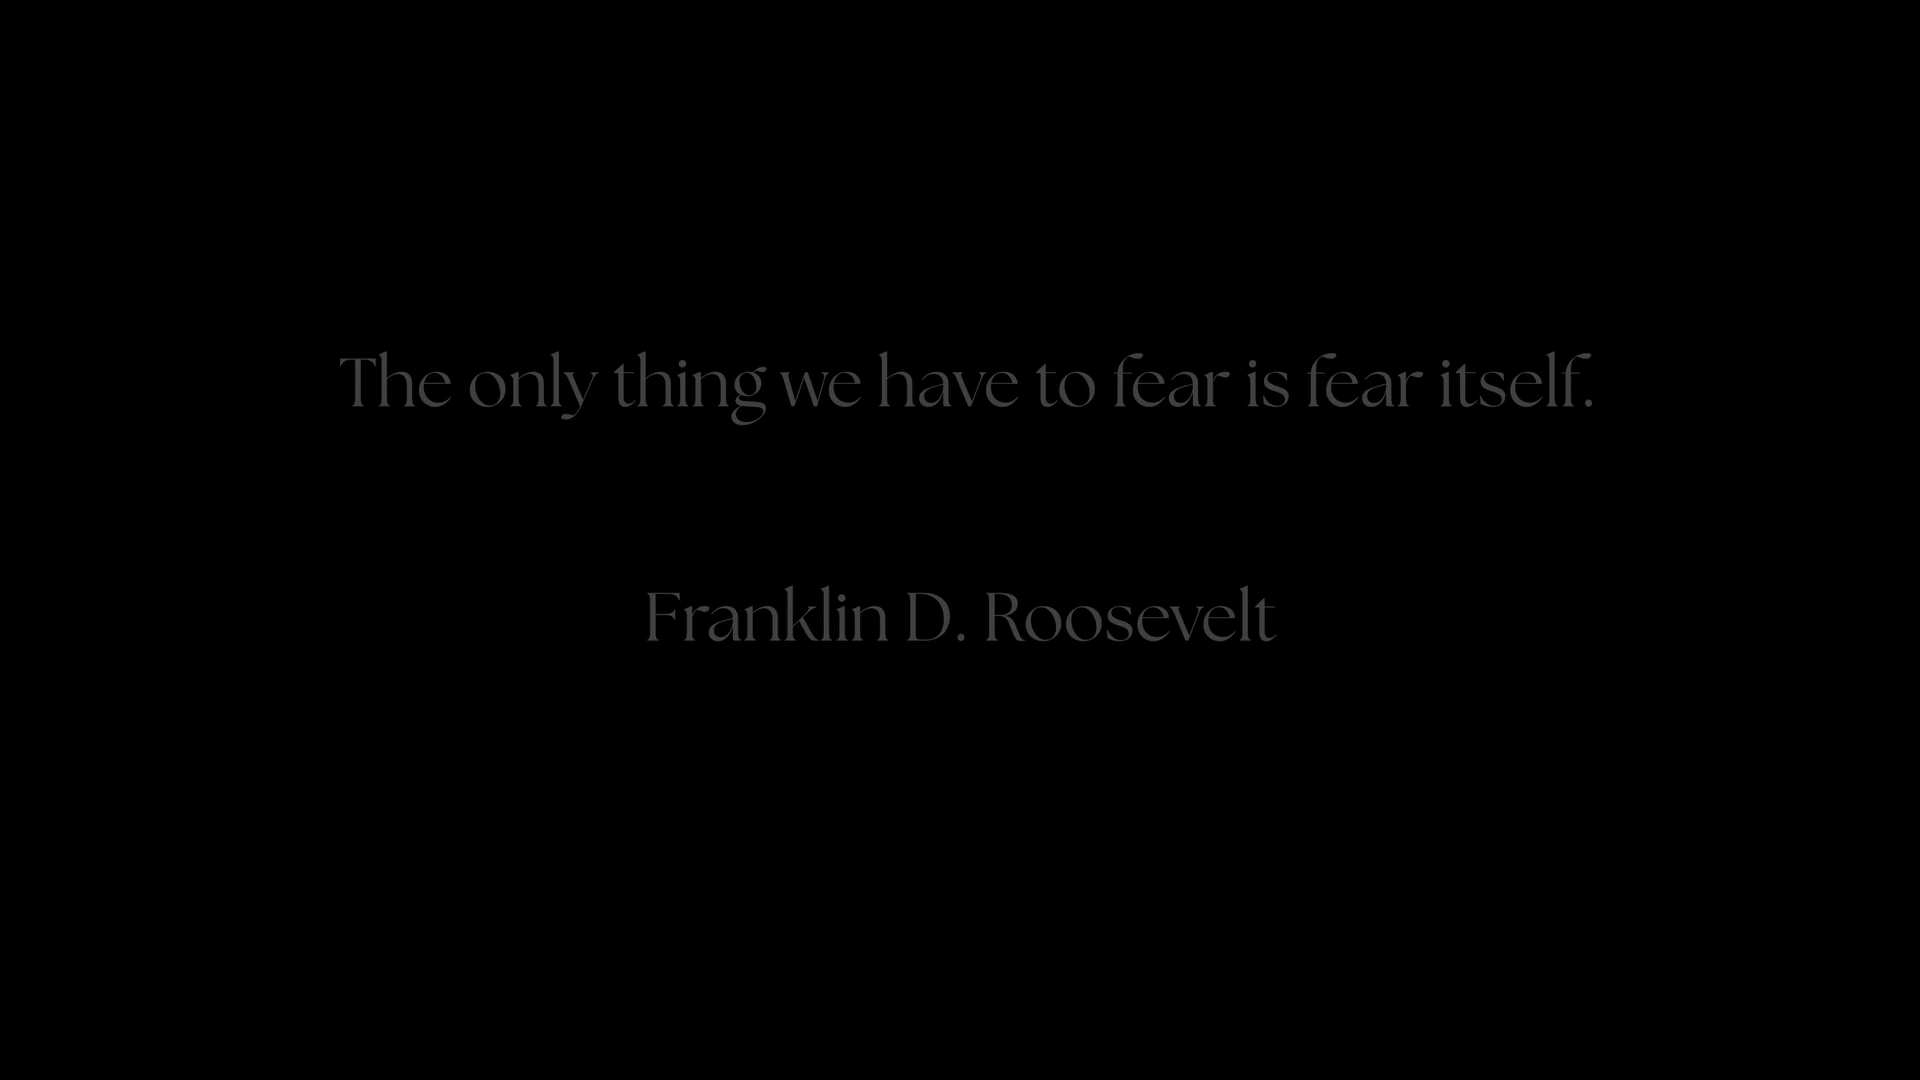 The only thing we have to fear is fear itself.
Franklin D. Roosevelt